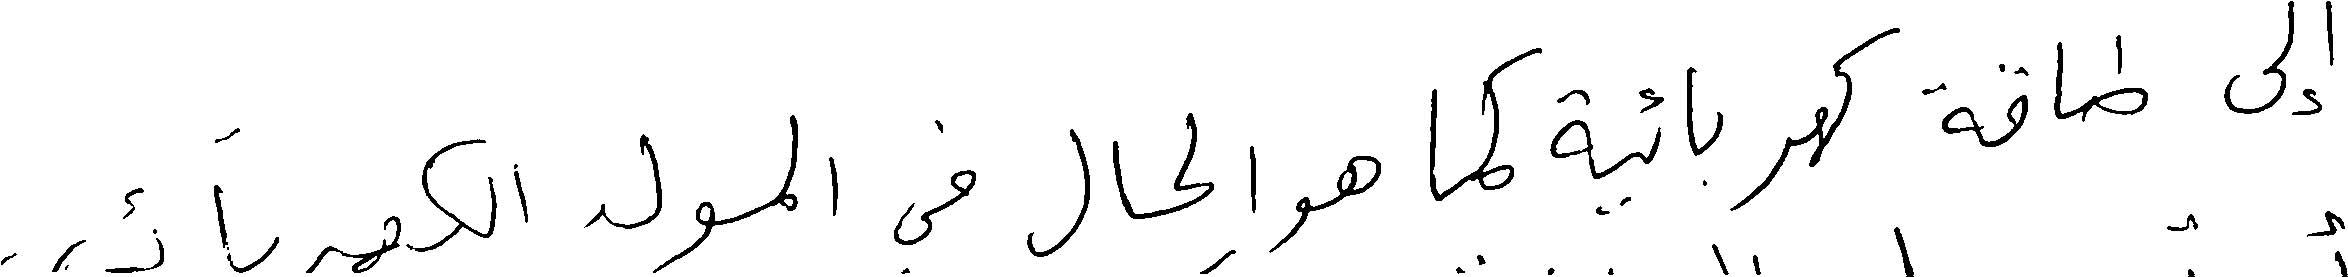 إلى طاقة كهربائية كما هو الحال في المولد الكهربائي